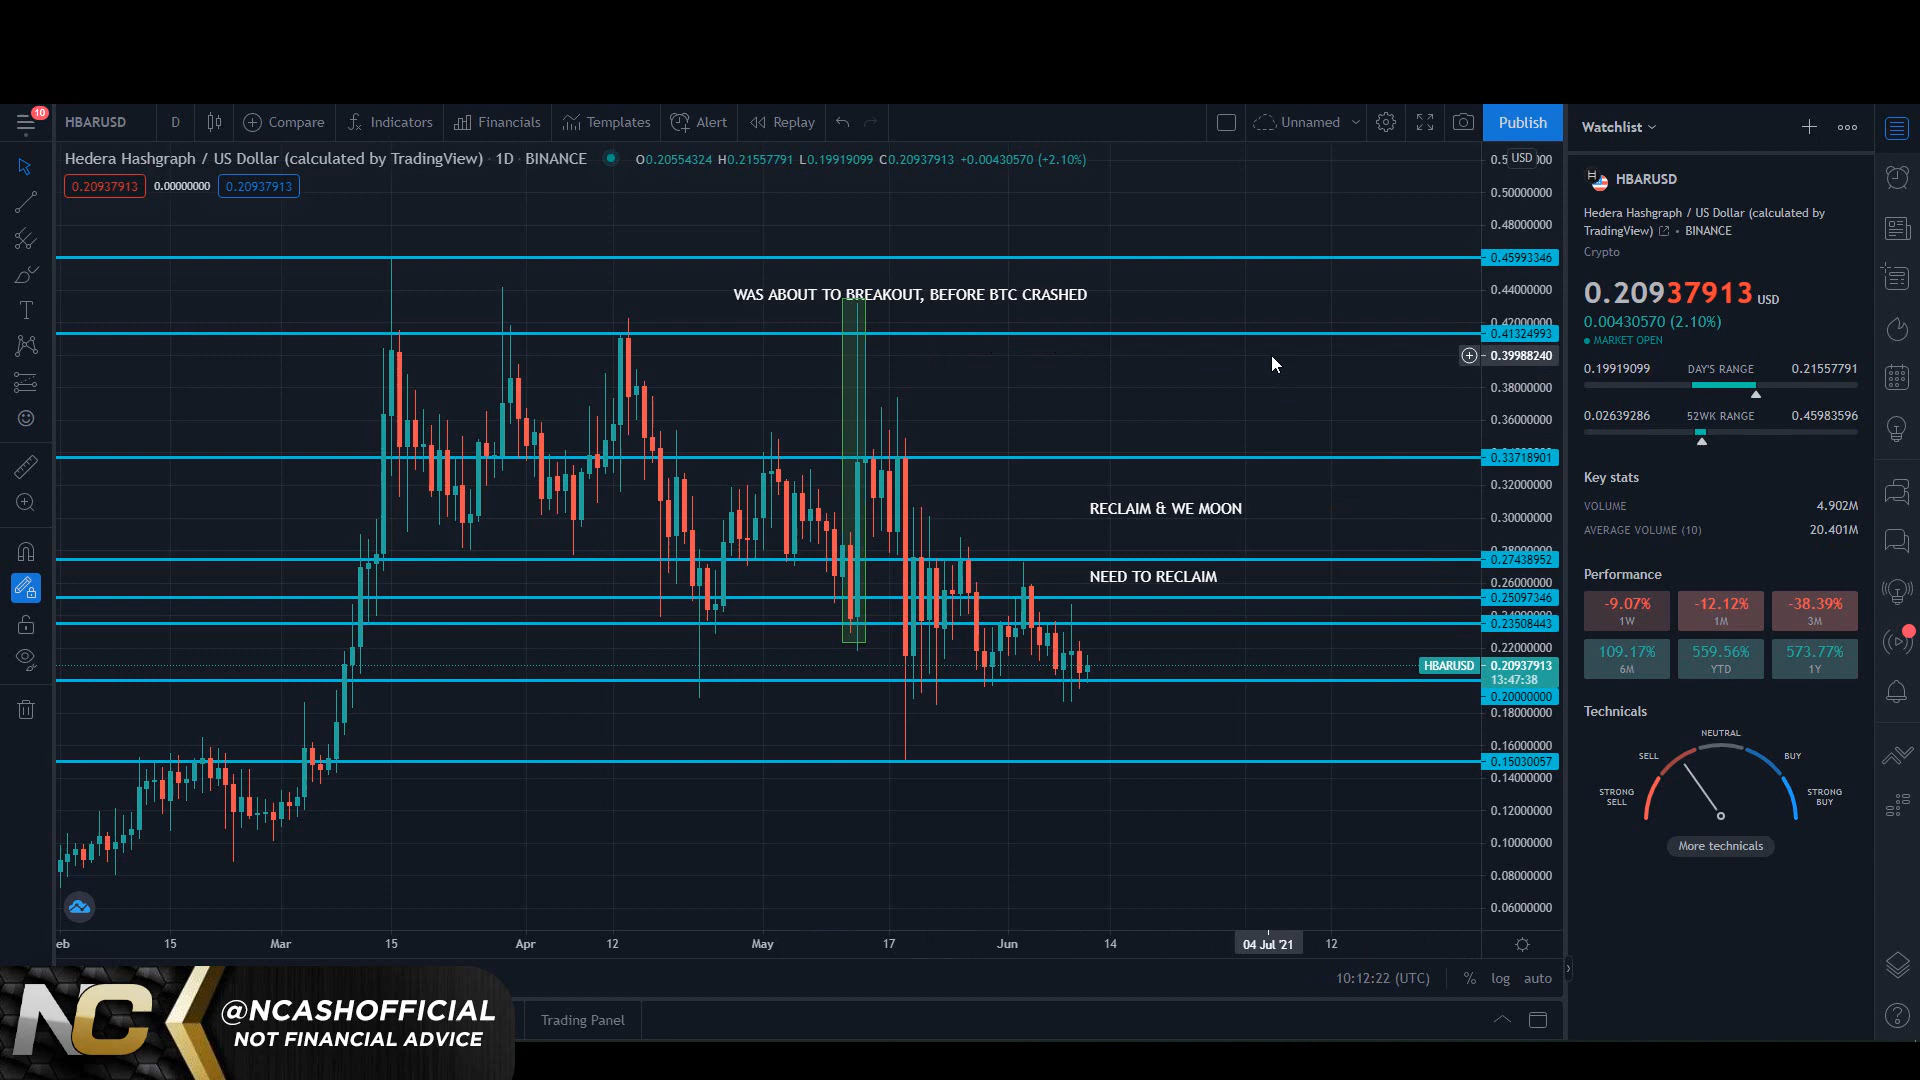 10
HBARUSD D Compare Indicators Financials Templates Alert Replay Unnamed Publish
Hedera Hashgraph / US Dollar (calculated by TradingView) · 1D · BINANCE O0.20554324 H0.21557791 L0.19919099 C0.20937913 +0.00430570 (+2.10%)
0.20937913 0.00000000 0.20937913
USD
0.50000000
0.48000000
0.45993346
0.44000000
WAS ABOUT TO BREAKOUT, BEFORE BTC CRASHED
0.42000000
0.41324993
0.39988240
0.38000000
0.36000000
0.33718901
0.32000000
RECLAIM & WE MOON
0.30000000
0.28000000
0.27438952
NEED TO RECLAIM
0.26000000
0.25097346
0.24000000
0.23508443
0.22000000
HBARUSD 0.20937913
13:47:38
0.20000000
0.18000000
0.16000000
0.15030057
0.14000000
0.12000000
0.10000000
0.08000000
0.06000000
eb 15 Mar 15 Apr 12 May 17 Jun 14 04 Jul '21 12
10:12:22 (UTC) % log auto
Trading Panel
NC
@NCASHOFFICIAL
NOT FINANCIAL ADVICE
Watchlist
H
HBARUSD
Hedera Hashgraph / US Dollar (calculated by
TradingView) • BINANCE
Crypto
0.20937913 USD
0.00430570 (2.10%)
MARKET OPEN
0.19919099 DAY'S RANGE 0.21557791
0.02639286 52WK RANGE 0.45983596
Key stats
VOLUME 4.902M
AVERAGE VOLUME (10) 20.401M
Performance
-9.07% -12.12% -38.39%
1W 1M 3M
109.17% 559.56% 573.77%
6M YTD 1Y
Technicals
NEUTRAL
SELL BUY
STRONG SELL STRONG BUY
More technicals